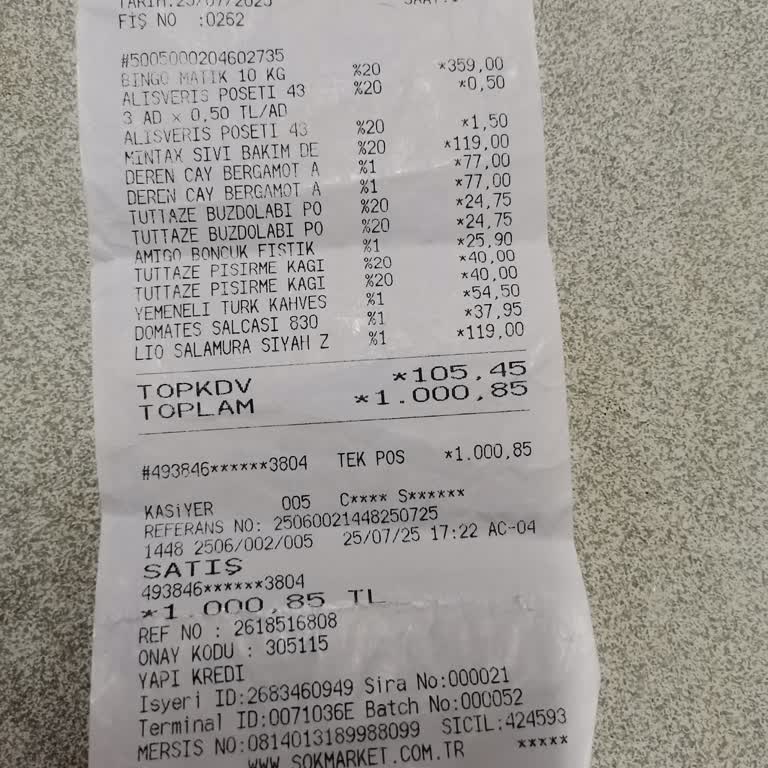 TARİH:25/07/2025
FİŞ NO :0262
#5005000204602735
BINGO MATIK 10 KG %20 *359,00
ALISVERIS POSETI 43 %20 *0,50
3 AD x 0,50 TL/AD
ALISVERIS POSETI 43 %20 *1,50
MINTAX SIVI BAKIM DE %20 *119,00
DEREN CAY BERGAMOT A %1 *77,00
DEREN CAY BERGAMOT A %1 *77,00
TUTTAZE BUZDOLABI PO %20 *24,75
TUTTAZE BUZDOLABI PO %20 *24,75
AMIGO BONCUK FISTIK %1 *25,90
TUTTAZE PISIRME KAGI %20 *40,00
TUTTAZE PISIRME KAGI %20 *40,00
YEMENELI TURK KAHVES %1 *54,50
DOMATES SALCASI 830 %1 *37,95
LIO SALAMURA SIYAH Z %1 *119,00
TOPKDV *105,45
TOPLAM *1.000,85
#493846******3804 TEK POS *1.000,85
KASİYER 005 C**** S******
REFERANS NO: 25060021448250725
1448 2506/002/005 25/07/25 17:22 AC-04
SATIŞ
493846******3804
*1.000,85 TL
REF NO : 2618516808
ONAY KODU : 305115
YAPI KREDI
Isyeri ID:2683460949 Sira No:000021
Terminal ID:0071036E Batch No:000052
MERSIS NO:0814013189988099 SICIL:424593
WWW.SOKMARKET.COM.TR *****